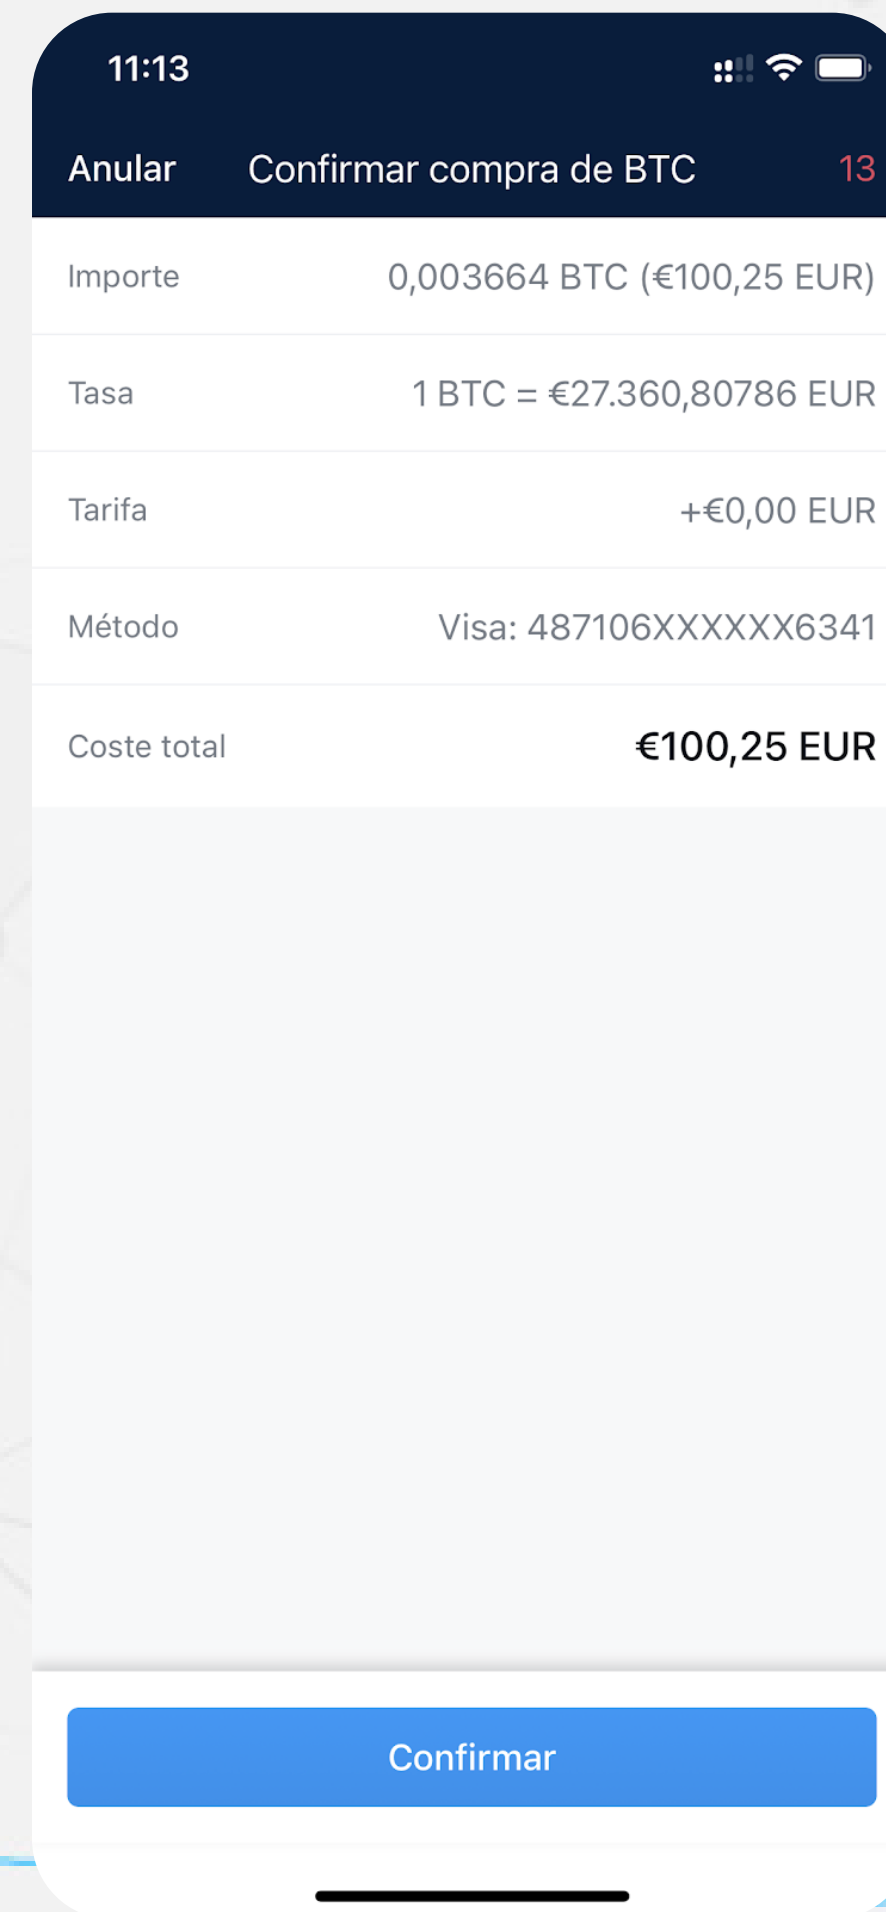 11:13
Anular Confirmar compra de BTC 13
Importe 0,003664 BTC (€100,25 EUR)
Tasa 1 BTC = €27.360,80786 EUR
Tarifa +€0,00 EUR
Método Visa: 487106XXXXXX6341
Coste total €100,25 EUR
Confirmar